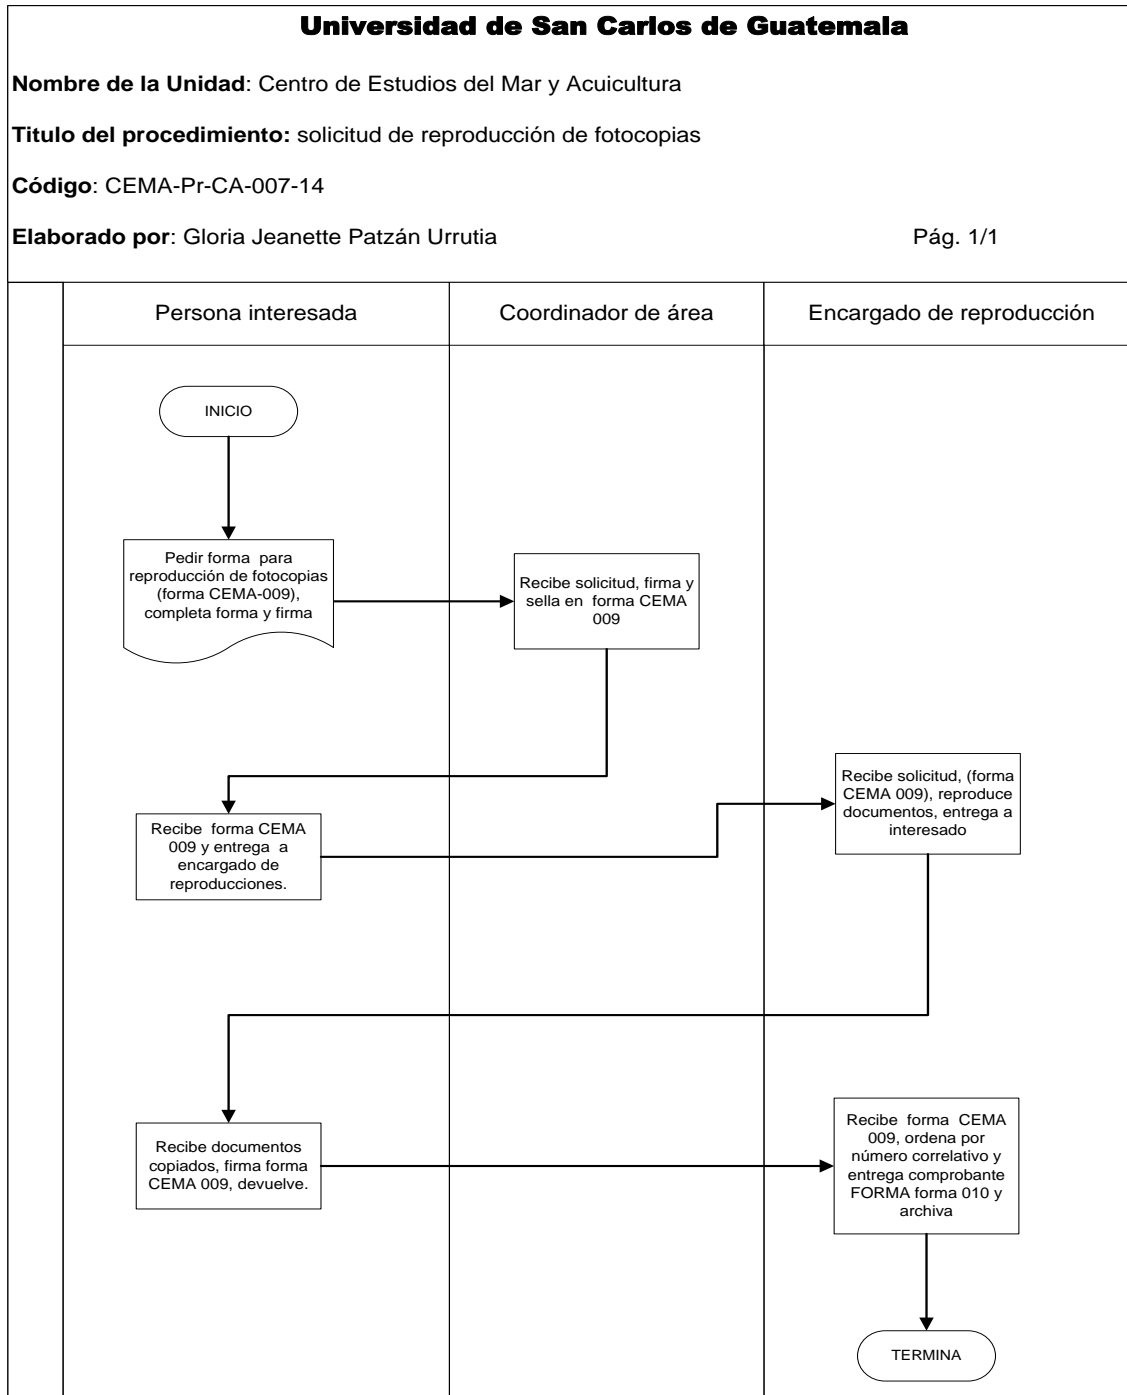 Universidad de San Carlos de Guatemala
Nombre de la Unidad: Centro de Estudios del Mar y Acuicultura
Titulo del procedimiento: solicitud de reproducción de fotocopias
Código: CEMA-Pr-CA-007-14
Elaborado por: Gloria Jeanette Patzán Urrutia Pág. 1/1
Persona interesada
Coordinador de área
Encargado de reproducción
INICIO
Pedir forma para
reproducción de fotocopias
(forma CEMA-009),
completa forma y firma
Recibe solicitud, firma y
sella en forma CEMA
009
Recibe forma CEMA
009 y entrega a
encargado de
reproducciones.
Recibe solicitud, (forma
CEMA 009), reproduce
documentos, entrega a
interesado
Recibe documentos
copiados, firma forma
CEMA 009, devuelve.
Recibe forma CEMA
009, ordena por
número correlativo y
entrega comprobante
FORMA forma 010 y
archiva
TERMINA